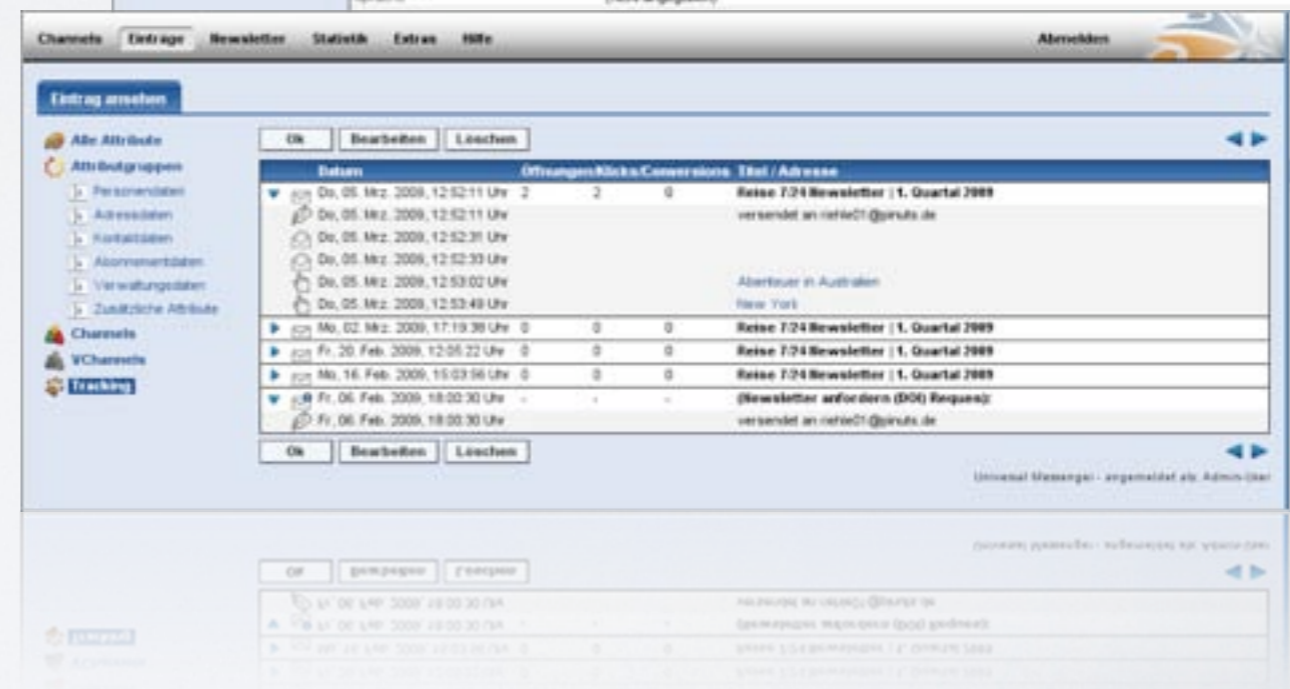 (nicht angegeben)
Channels Einträge Newsletter Statistik Extras Hilfe Abmelden
Eintrag ansehen
Alle Attribute
Attributgruppen
Personendaten
Adressdaten
Kontaktdaten
Abonnementdaten
Verwaltungsdaten
Zusätzliche Attribute
Channels
VChannels
Tracking
Ok Bearbeiten Löschen
Datum Öffnungen/Klicks/Conversions Titel / Adresse
Do, 05. Mrz. 2009, 12:52:11 Uhr 2 2 0 Reise 7/24 Newsletter | 1. Quartal 2009
Do, 05. Mrz. 2009, 12:52:11 Uhr versendet an riehle01@pinuts.de
Do, 05. Mrz. 2009, 12:52:31 Uhr
Do, 05. Mrz. 2009, 12:52:33 Uhr
Do, 05. Mrz. 2009, 12:53:02 Uhr Abenteuer in Australien
Do, 05. Mrz. 2009, 12:53:49 Uhr New York
Mo, 02. Mrz. 2009, 17:19:38 Uhr 0 0 0 Reise 7/24 Newsletter | 1. Quartal 2009
Fr, 20. Feb. 2009, 12:05:22 Uhr 0 0 0 Reise 7/24 Newsletter | 1. Quartal 2009
Mo, 16. Feb. 2009, 15:03:56 Uhr 0 0 0 Reise 7/24 Newsletter | 1. Quartal 2009
Fr, 06. Feb. 2009, 18:00:30 Uhr - - - (Newsletter anfordern (DOI) Request):
Fr, 06. Feb. 2009, 18:00:30 Uhr versendet an riehle01@pinuts.de
Ok Bearbeiten Löschen
Universal Messenger - angemeldet als: Admin-User